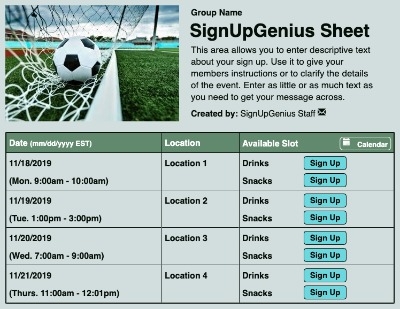 Group Name
SignUpGenius Sheet
This area allows you to enter descriptive text
about your sign up. Use it to give your
members instructions or to clarify the details
of the event. Enter as little or as much text as
you need to get your message across.
Created by: SignUpGenius Staff
Date (mm/dd/yyyy EST) Location Available Slot Calendar
11/18/2019 Location 1 Drinks Sign Up
(Mon. 9:00am - 10:00am) Snacks Sign Up
11/19/2019 Location 2 Drinks Sign Up
(Tue. 1:00pm - 3:00pm) Snacks Sign Up
11/20/2019 Location 3 Drinks Sign Up
(Wed. 7:00am - 9:00am) Snacks Sign Up
11/21/2019 Location 4 Drinks Sign Up
(Thurs. 11:00am - 12:01pm) Snacks Sign Up